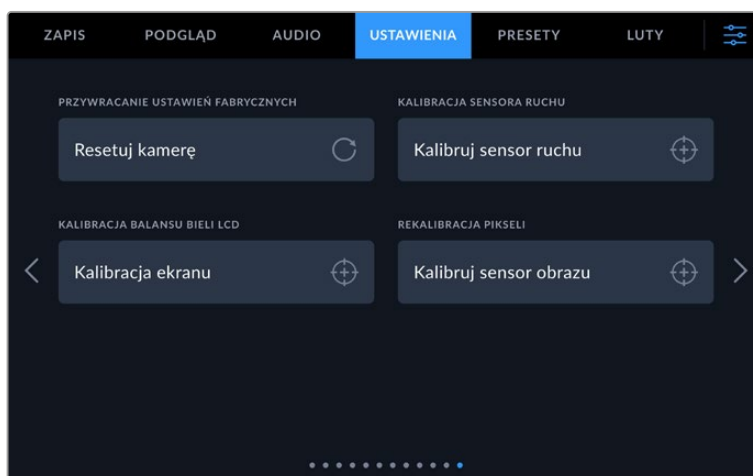 ZAPIS PODGLĄD AUDIO USTAWIENIA PRESETY LUTY
PRZYWRACANIE USTAWIEŃ FABRYCZNYCH
Resetuj kamerę
KALIBRACJA SENSORA RUCHU
Kalibruj sensor ruchu
KALIBRACJA BALANSU BIELI LCD
Kalibracja ekranu
REKALIBRACJA PIKSELI
Kalibruj sensor obrazu